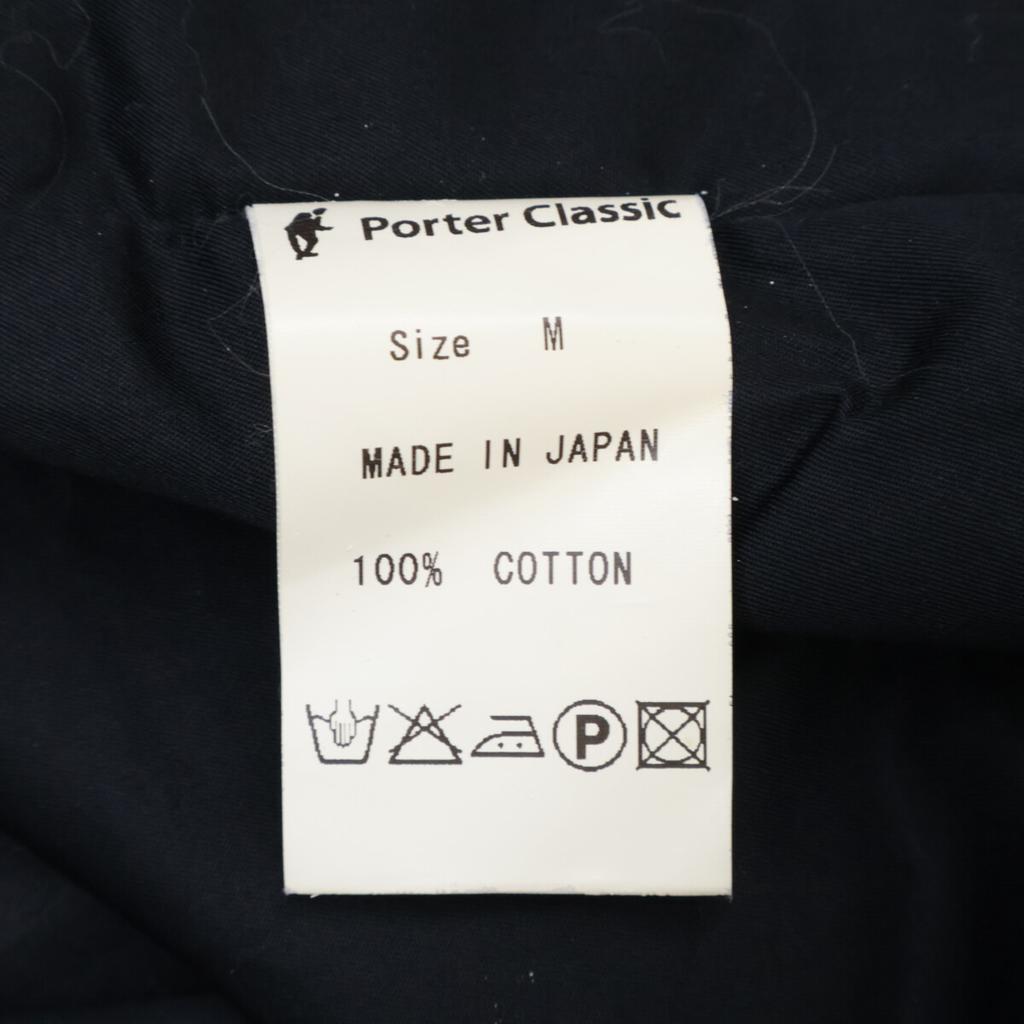 Porter Classic
Size M
MADE IN JAPAN
100% COTTON
P